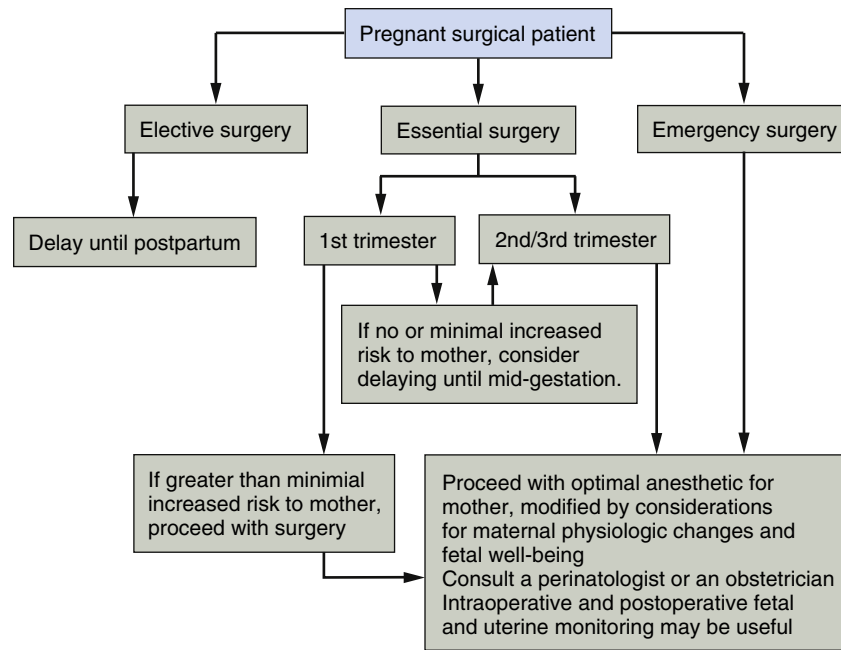 Pregnant surgical patient
Elective surgery
Essential surgery
Emergency surgery
Delay until postpartum
1st trimester
2nd/3rd trimester
If no or minimal increased
risk to mother, consider
delaying until mid-gestation.
If greater than minimial
increased risk to mother,
proceed with surgery
Proceed with optimal anesthetic for
mother, modified by considerations
for maternal physiologic changes and
fetal well-being
Consult a perinatologist or an obstetrician
Intraoperative and postoperative fetal
and uterine monitoring may be useful